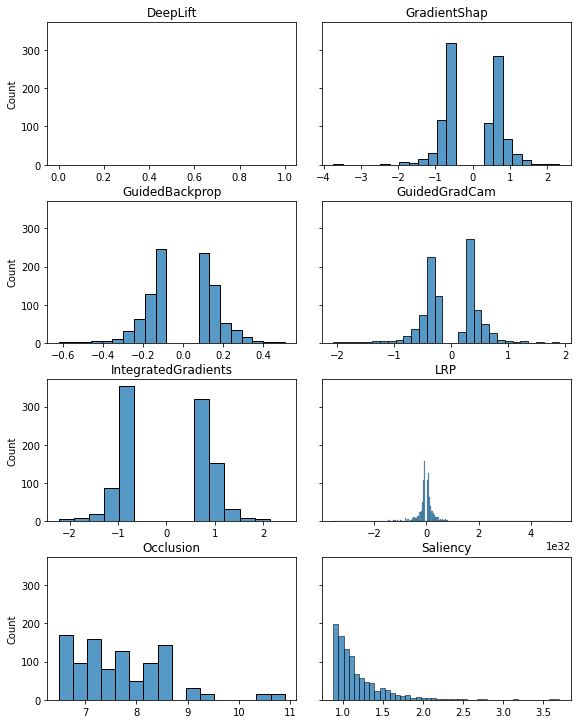 DeepLift GradientShap
Count
300
200
100
0
0.0 0.2 0.4 0.6 0.8 1.0
−4 −3 −2 −1 0 1 2
GuidedBackprop GuidedGradCam
Count
300
200
100
0
−0.6 −0.4 −0.2 0.0 0.2 0.4
−2 −1 0 1 2
IntegratedGradients LRP
Count
300
200
100
0
−2 −1 0 1 2
−2 0 2 4
1e32
Occlusion Saliency
Count
300
200
100
0
7 8 9 10 11
1.0 1.5 2.0 2.5 3.0 3.5